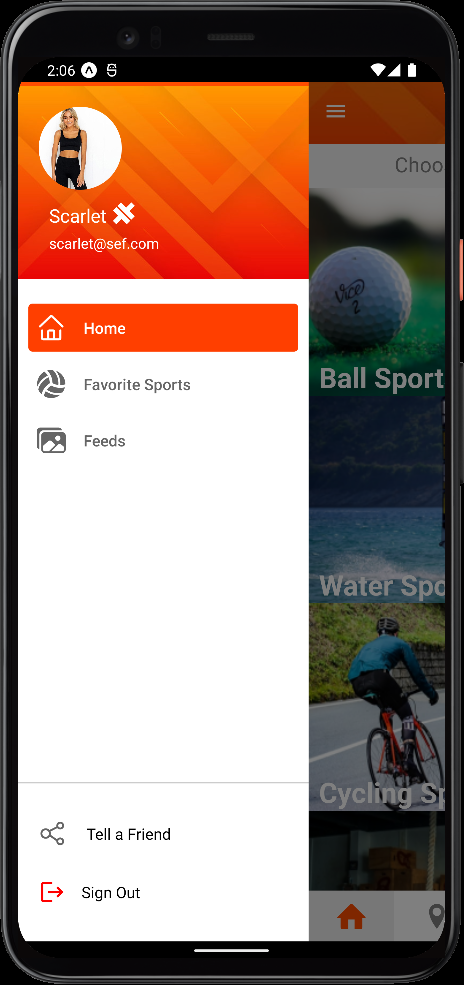 2:06
Scarlet
scarlet@sef.com
Home
Favorite Sports
Feeds
Tell a Friend
Sign Out
Choo
Vice
2
Ball Sport
Water Spo
Cycling Sp